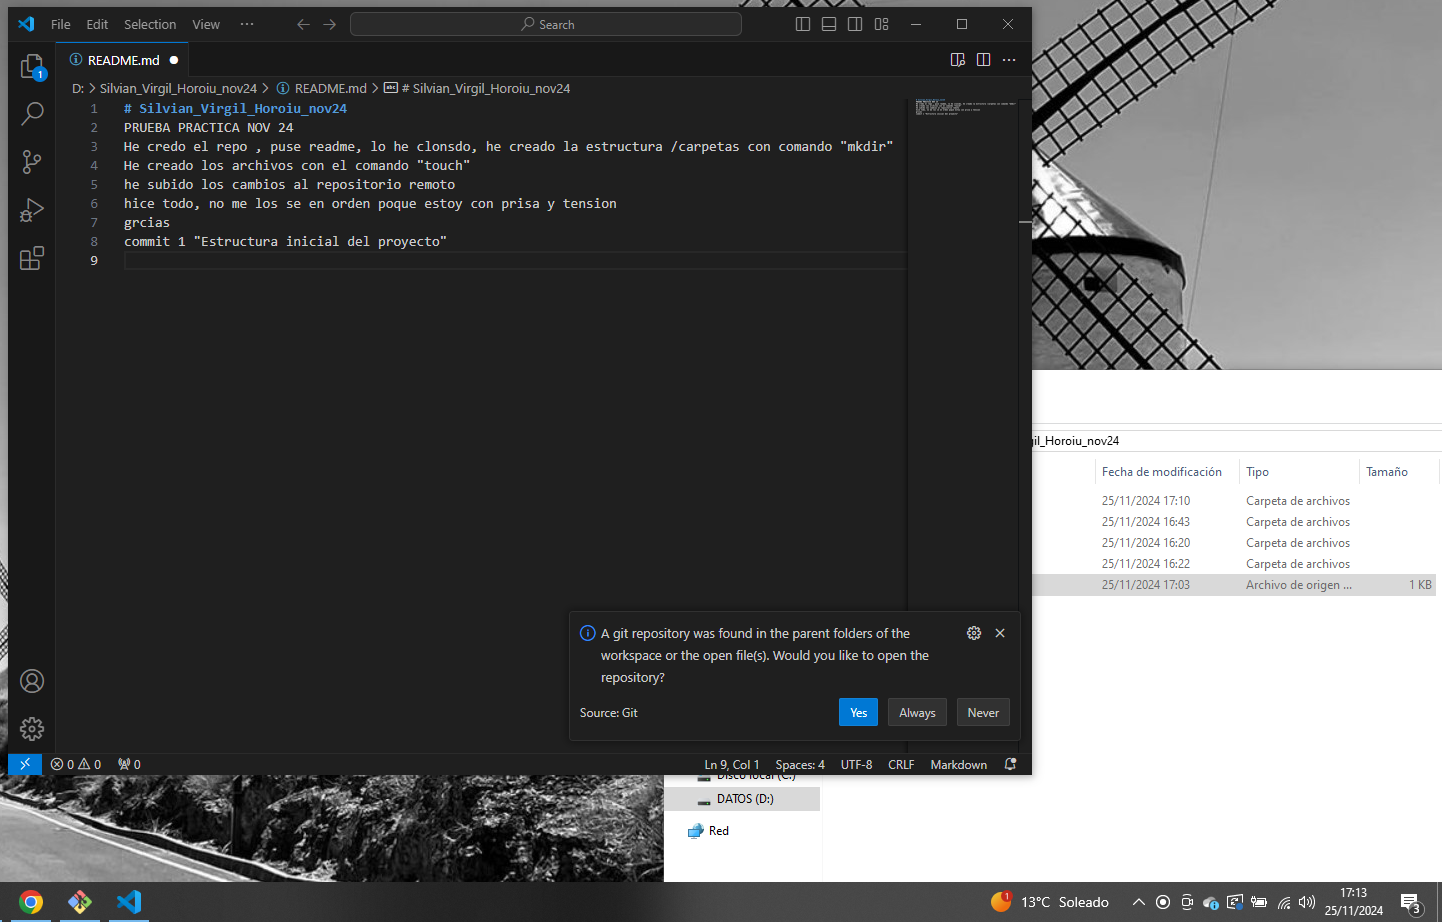 File Edit Selection View ··· Search
README.md
D: > Silvian_Virgil_Horoiu_nov24 > README.md > # Silvian_Virgil_Horoiu_nov24
1 # Silvian_Virgil_Horoiu_nov24
2 PRUEBA PRACTICA NOV 24
3 He credo el repo , puse readme, lo he clonsdo, he creado la estructura /carpetas con comando "mkdir"
4 He creado los archivos con el comando "touch"
5 he subido los cambios al repositorio remoto
6 hice todo, no me los se en orden poque estoy con prisa y tension
7 grcias
8 commit 1 "Estructura inicial del proyecto"
9
1
A git repository was found in the parent folders of the
workspace or the open file(s). Would you like to open the
repository?
Source: Git Yes Always Never
0 0 0 Ln 9, Col 1 Spaces: 4 UTF-8 CRLF Markdown
_Horoiu_nov24
Fecha de modificación Tipo Tamaño
25/11/2024 17:10 Carpeta de archivos
25/11/2024 16:43 Carpeta de archivos
25/11/2024 16:20 Carpeta de archivos
25/11/2024 16:22 Carpeta de archivos
25/11/2024 17:03 Archivo de origen ... 1 KB
Disco local (C:)
DATOS (D:)
Red
1 13°C Soleado
17:13
25/11/2024
3